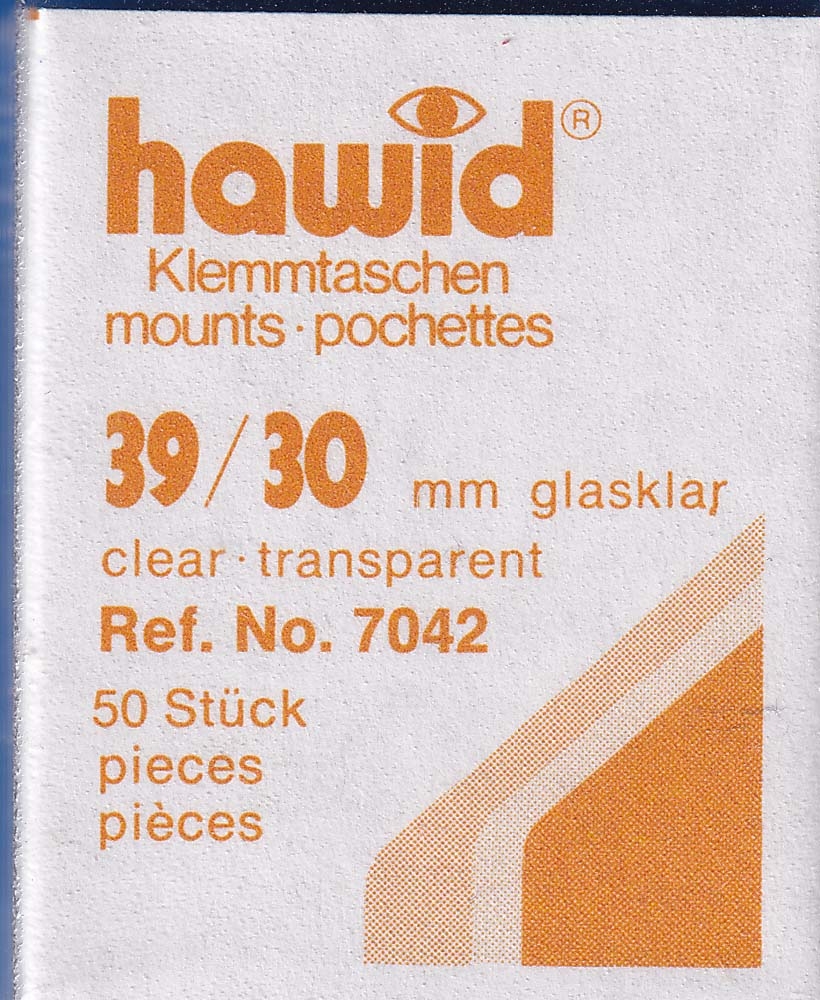 hawid®
Klemmtaschen
mounts · pochettes
39/30 mm glasklar
clear · transparent
Ref. No. 7042
50 Stück
pieces
pièces